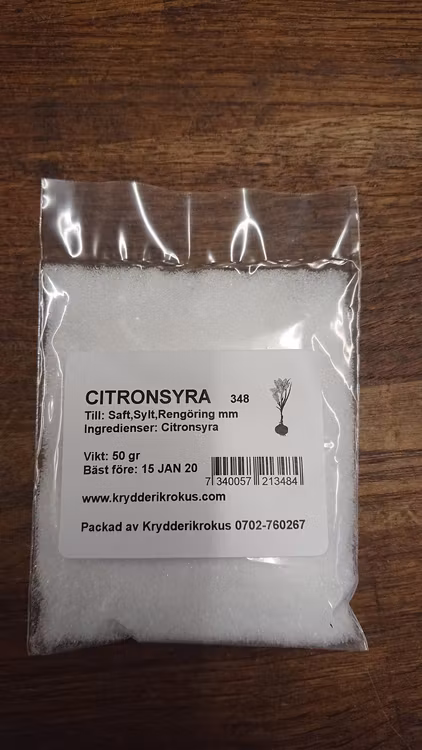 CITRONSYRA 348
Till: Saft,Sylt,Rengöring mm
Ingredienser: Citronsyra
Vikt: 50 gr
Bäst före: 15 JAN 20
7 340057 213484
www.krydderikrokus.com
Packad av Krydderikrokus 0702-760267